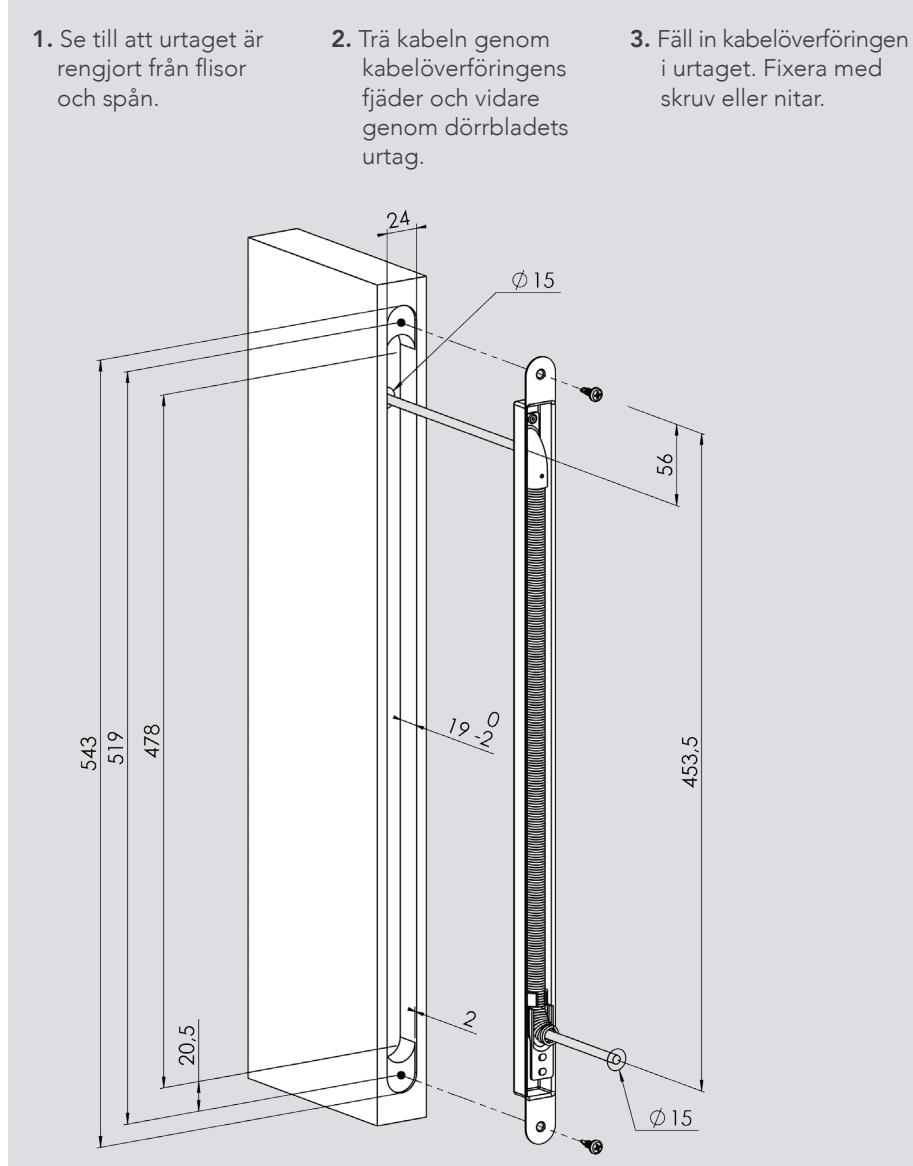 1. Se till att urtaget är
rengjort från flisor
och spån.
2. Trä kabeln genom
kabelöverföringens
fjäder och vidare
genom dörrbladets
urtag.
3. Fäll in kabelöverföringen
i urtaget. Fixera med
skruv eller nitar.
24
Ø 15
56
543
519
478
19 0 -2
453,5
2
20,5
Ø 15